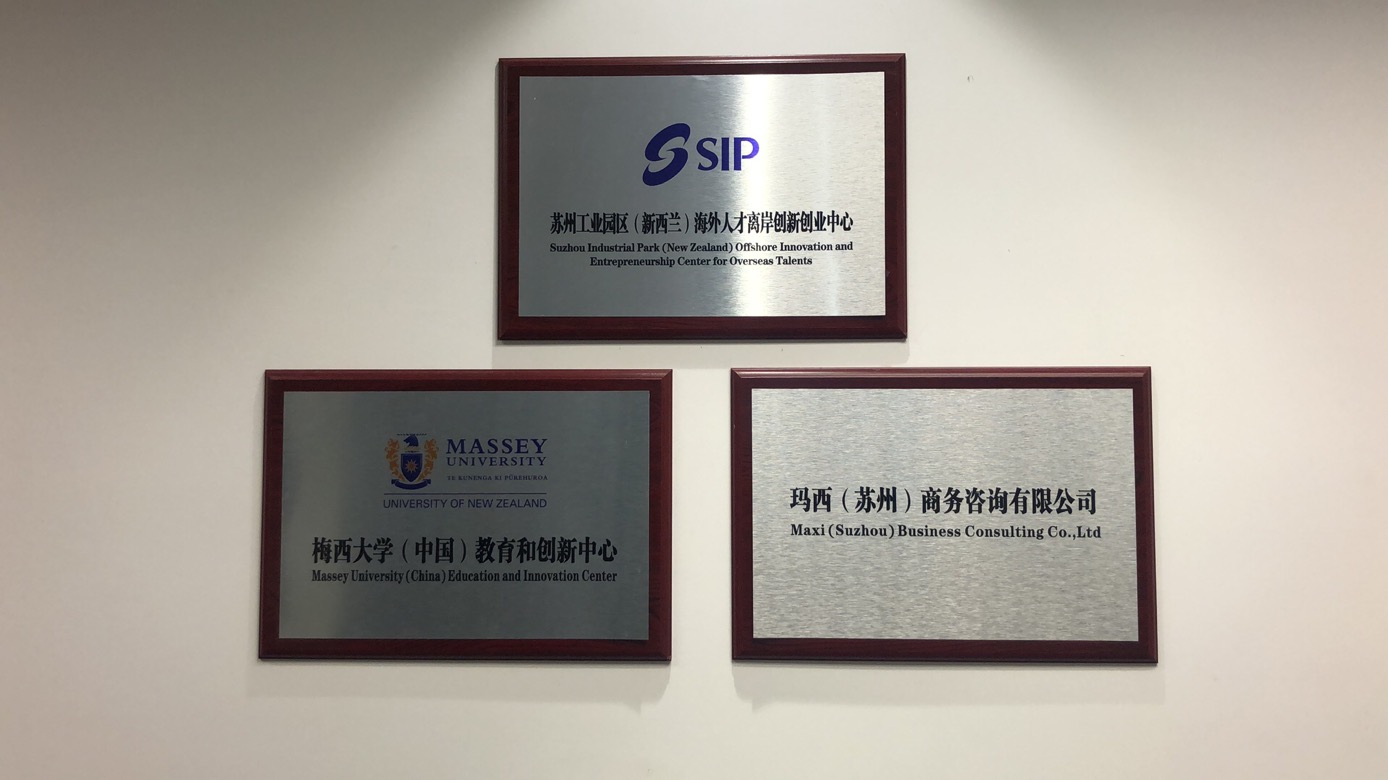 SIP
苏州工业园区（新西兰）海外人才离岸创新创业中心
Suzhou Industrial Park (New Zealand) Offshore Innovation and
Entrepreneurship Center for Overseas Talents
MASSEY
UNIVERSITY
TE KUNENGA KI PŪREHUROA
UNIVERSITY OF NEW ZEALAND
梅西大学（中国）教育和创新中心
Massey University (China) Education and Innovation Center
玛西（苏州）商务咨询有限公司
Maxi (Suzhou) Business Consulting Co.,Ltd